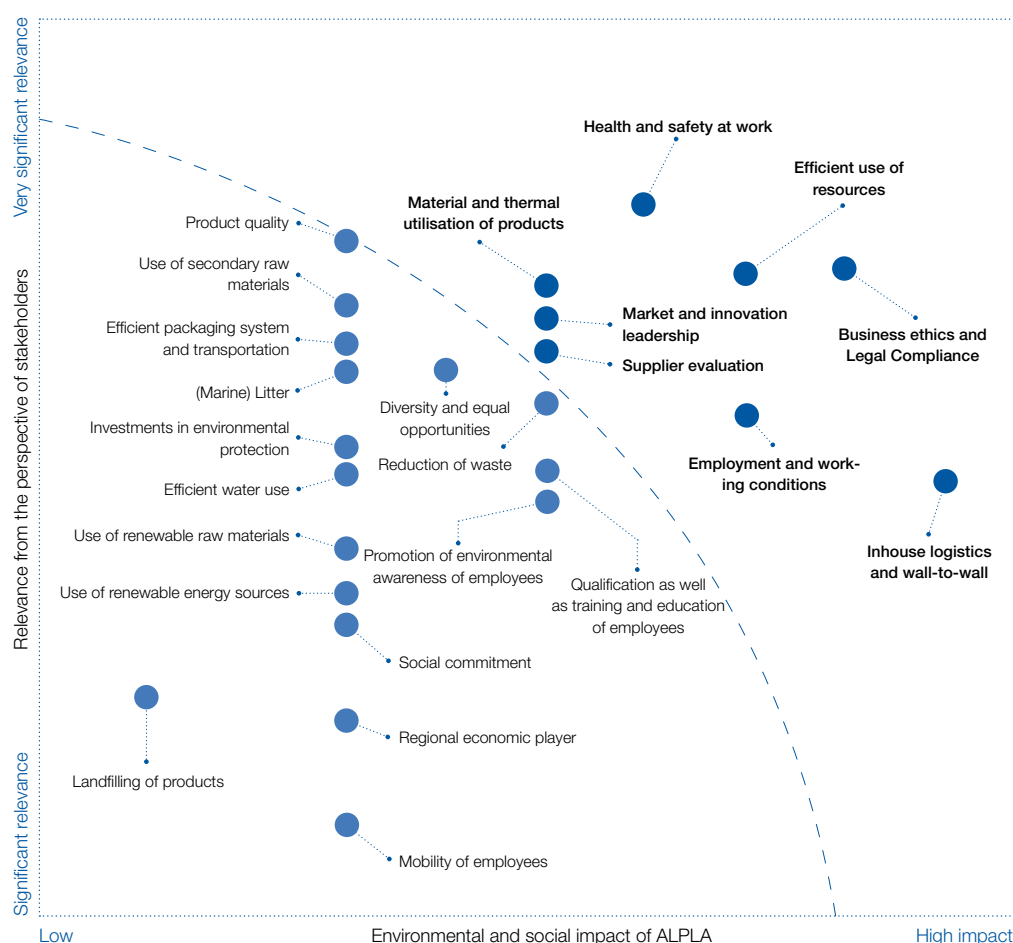 Very significant relevance
Relevance from the perspective of stakeholders
Significant relevance
Health and safety at work
Efficient use of
resources
Material and thermal
utilisation of products
Product quality
Use of secondary raw
materials
Market and innovation
leadership
Business ethics and
Legal Compliance
Efficient packaging system
and transportation
Supplier evaluation
(Marine) Litter
Diversity and equal
opportunities
Investments in environmental
protection
Reduction of waste
Employment and work-
ing conditions
Efficient water use
Use of renewable raw materials
Promotion of environmental
awareness of employees
Inhouse logistics
and wall-to-wall
Qualification as well
as training and education
of employees
Use of renewable energy sources
Social commitment
Regional economic player
Landfilling of products
Mobility of employees
Low
Environmental and social impact of ALPLA
High impact